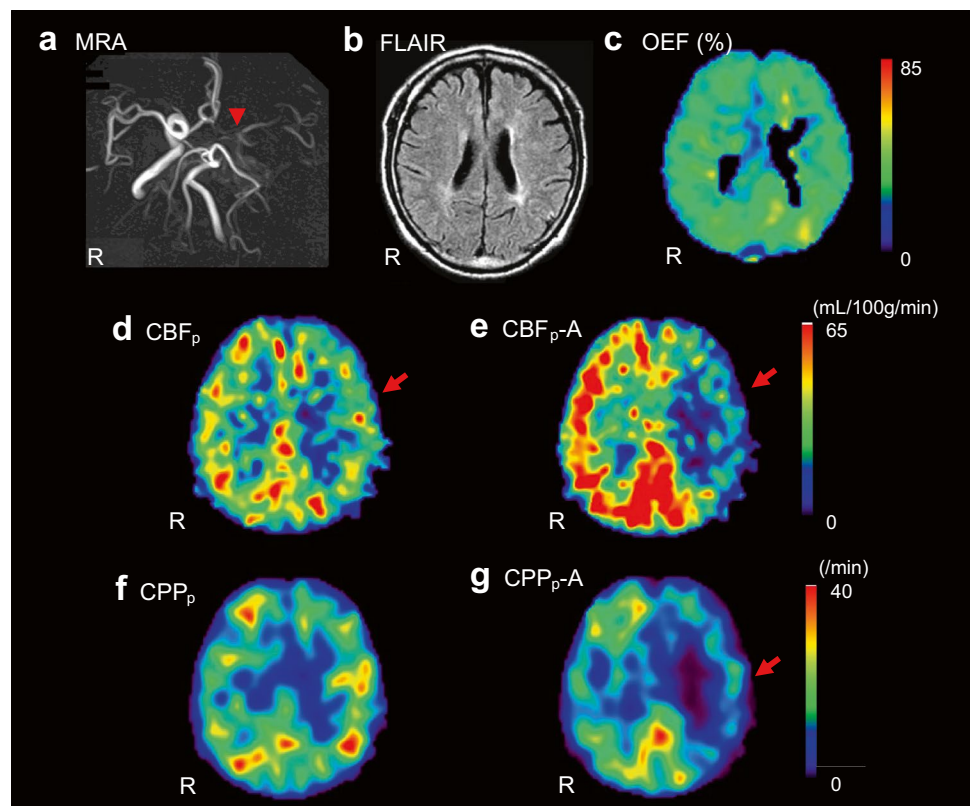 a MRA
R
b FLAIR
R
c OEF (%)
R
85
0
d CBFp
R
e CBFp-A
R
(mL/100g/min)
65
0
f CPPp
R
g CPPp-A
R
(/min)
40
0